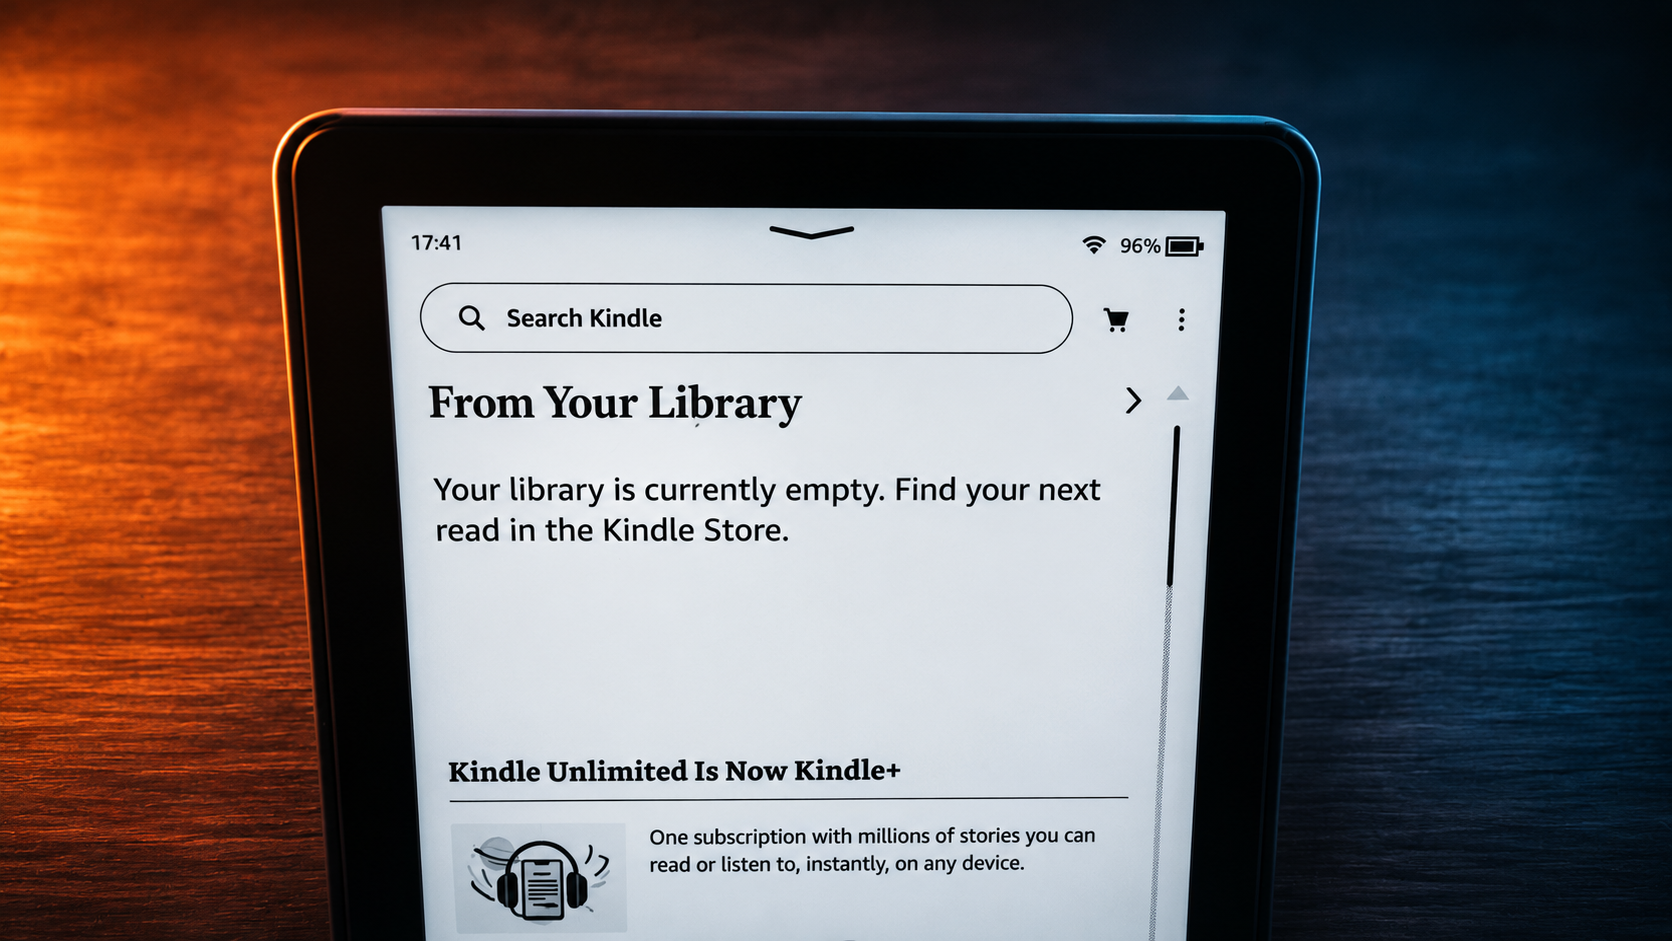 17:41
96%
Search Kindle
From Your Library
Your library is currently empty. Find your next
read in the Kindle Store.
Kindle Unlimited Is Now Kindle+
One subscription with millions of stories you can
read or listen to, instantly, on any device.